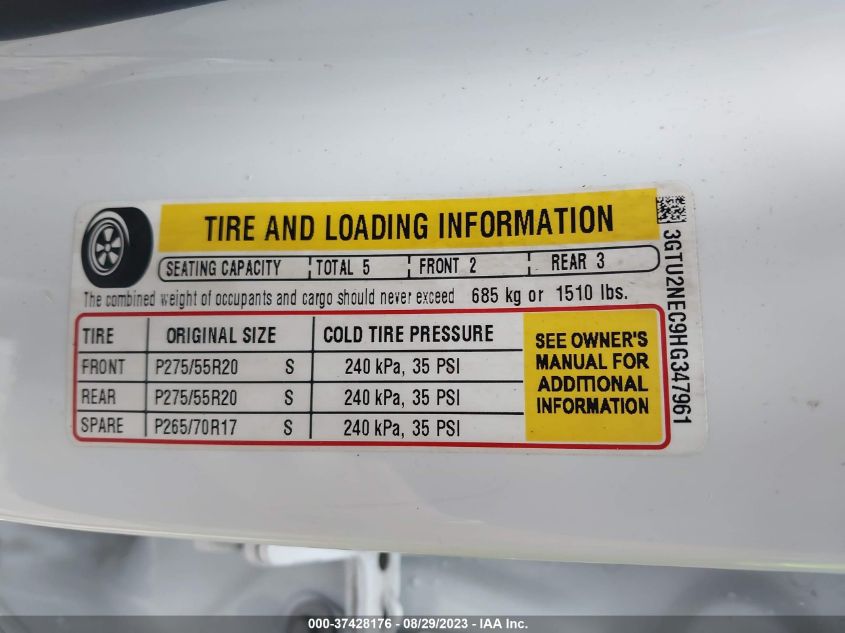 TIRE AND LOADING INFORMATION
SEATING CAPACITY TOTAL 5 FRONT 2 REAR 3
The combined weight of occupants and cargo should never exceed 685 kg or 1510 lbs.
TIRE ORIGINAL SIZE COLD TIRE PRESSURE
FRONT P275/55R20 S 240 kPa, 35 PSI
REAR P275/55R20 S 240 kPa, 35 PSI
SPARE P265/70R17 S 240 kPa, 35 PSI
SEE OWNER'S
MANUAL FOR
ADDITIONAL
INFORMATION
3GTU2NEC9HG347961
000-37428176 - 08/29/2023 - IAA Inc.